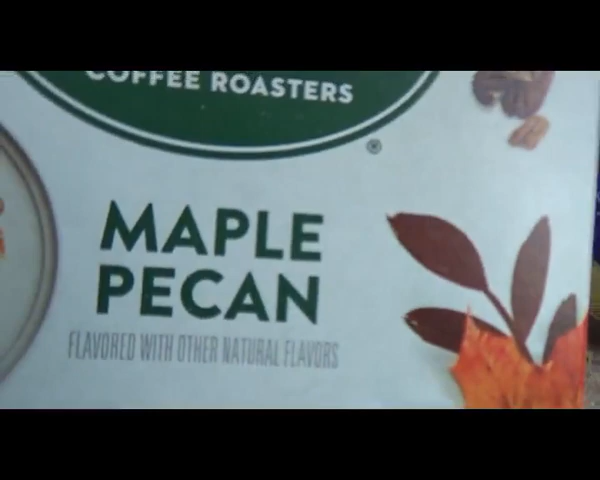 COFFEE ROASTERS
®
MAPLE
PECAN
FLAVORED WITH OTHER NATURAL FLAVORS